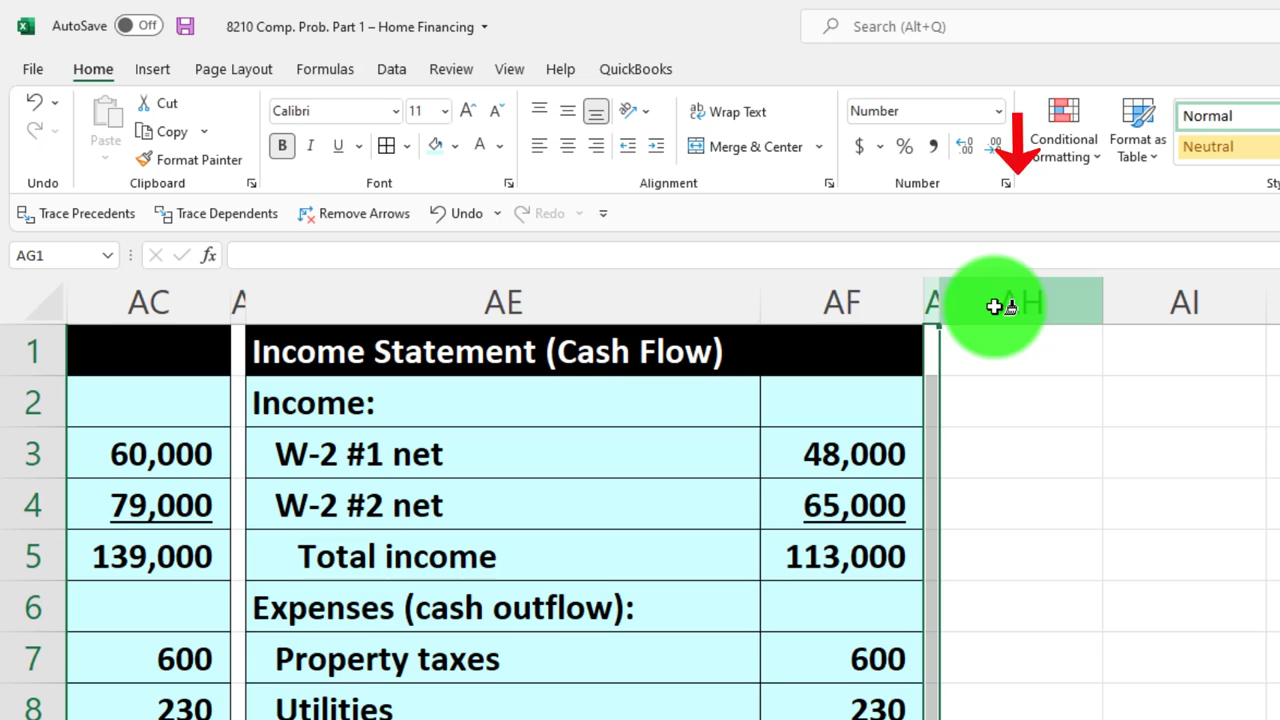 AutoSave Off 8210 Comp. Prob. Part 1 – Home Financing Search (Alt+Q)
File Home Insert Page Layout Formulas Data Review View Help QuickBooks
Cut
Copy
Format Painter
Paste
Undo
Clipboard
Calibri 11
B I U A
Font
Wrap Text
Merge & Center
Alignment
Number
$ %
Number
Conditional
Formatting
Format as
Table
Normal
Neutral
Trace Precedents Trace Dependents Remove Arrows Undo Redo
AG1 fx
AC A AE AF A AH AI
1 Income Statement (Cash Flow)
2 Income:
3 60,000 W-2 #1 net 48,000
4 79,000 W-2 #2 net 65,000
5 139,000 Total income 113,000
6 Expenses (cash outflow):
7 600 Property taxes 600
8 230 Utilities 230